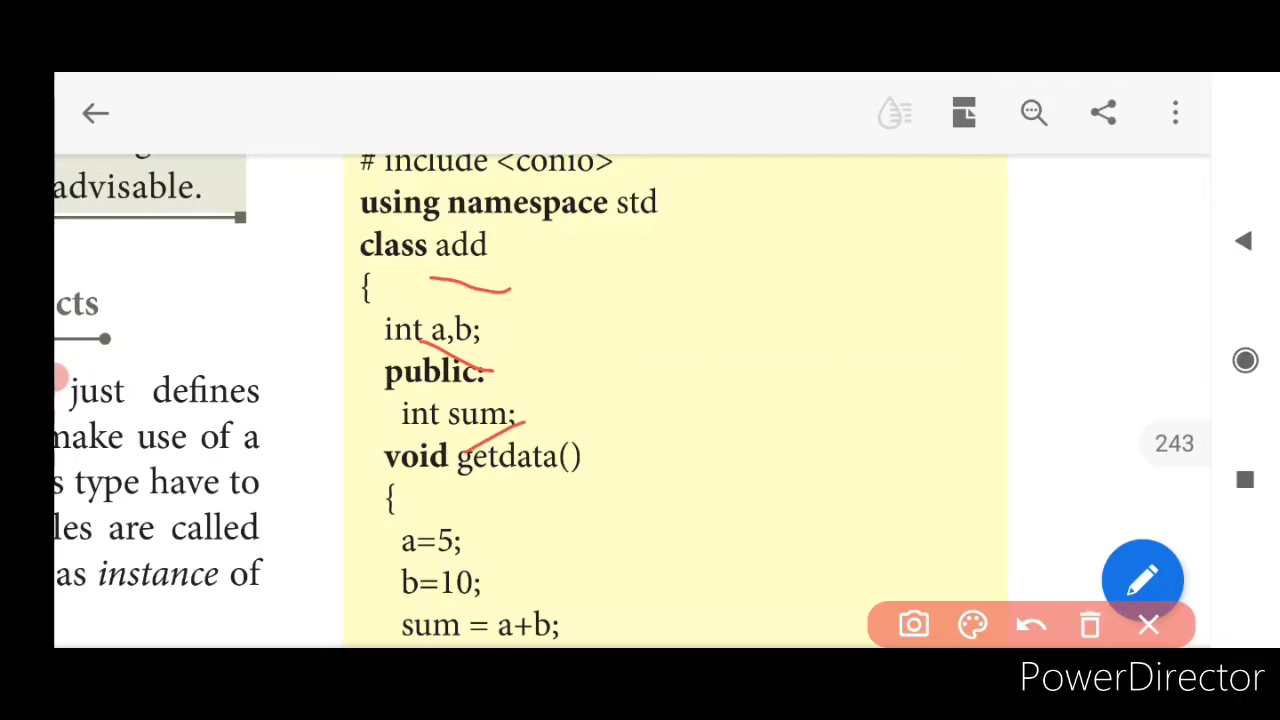 advisable.
cts
just defines
make use of a
s type have to
les are called
as instance of
# include <conio>
using namespace std
class add
{
int a,b;
public:
int sum;
void getdata()
{
a=5;
b=10;
sum = a+b;
243
PowerDirector